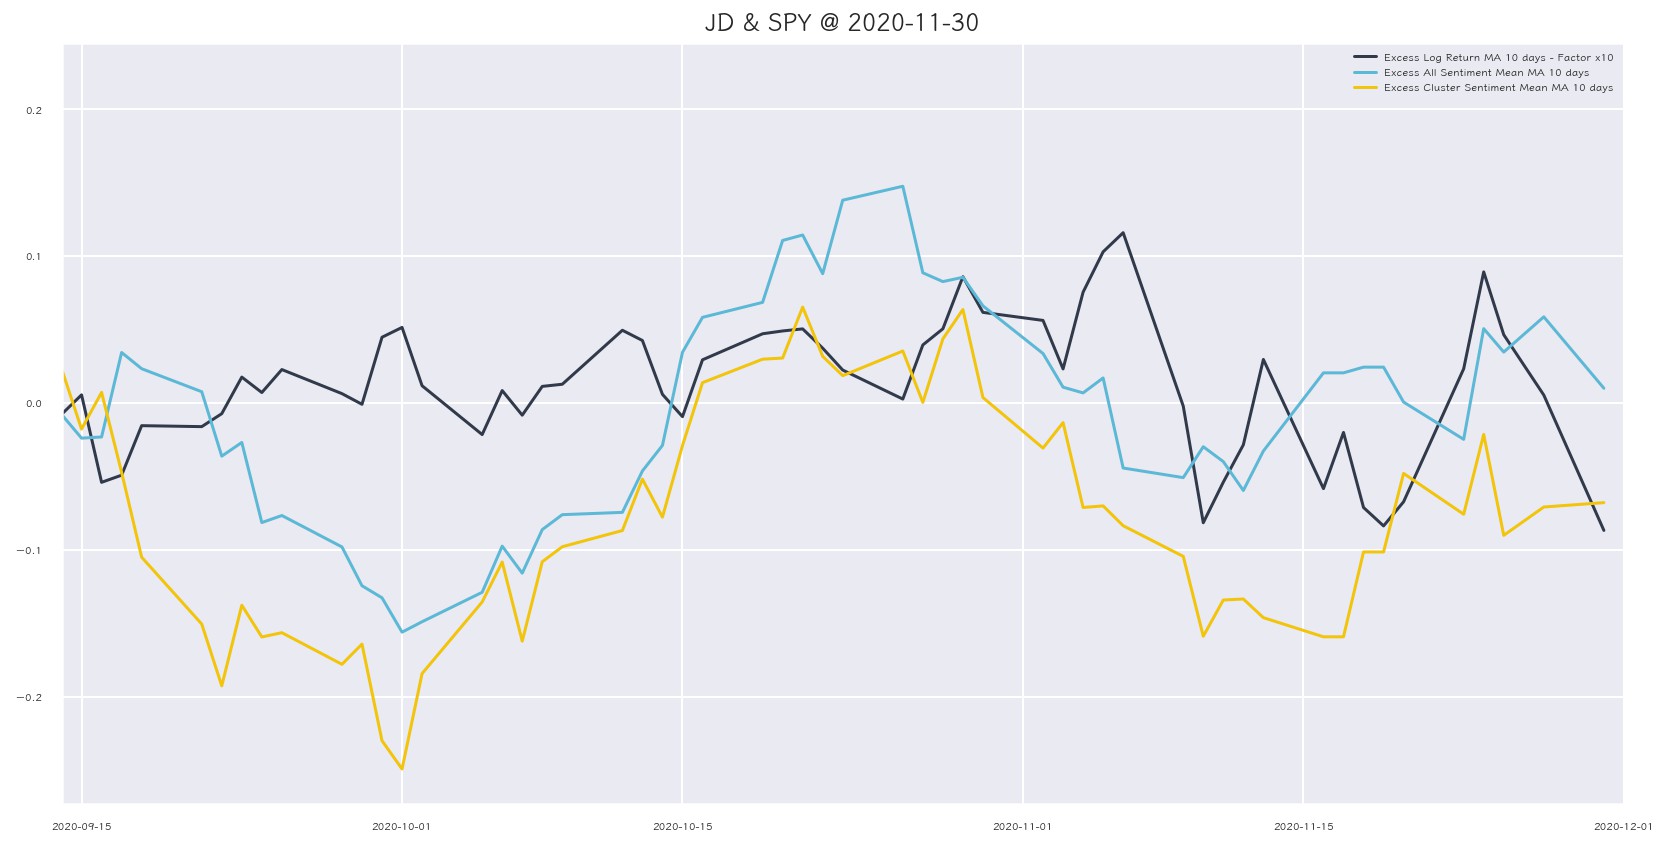 JD & SPY @ 2020-11-30
Excess Log Return MA 10 days - Factor x10
Excess All Sentiment Mean MA 10 days
Excess Cluster Sentiment Mean MA 10 days
0.2
0.1
0.0
−0.1
−0.2
2020-09-15 2020-10-01 2020-10-15 2020-11-01 2020-11-15 2020-12-01